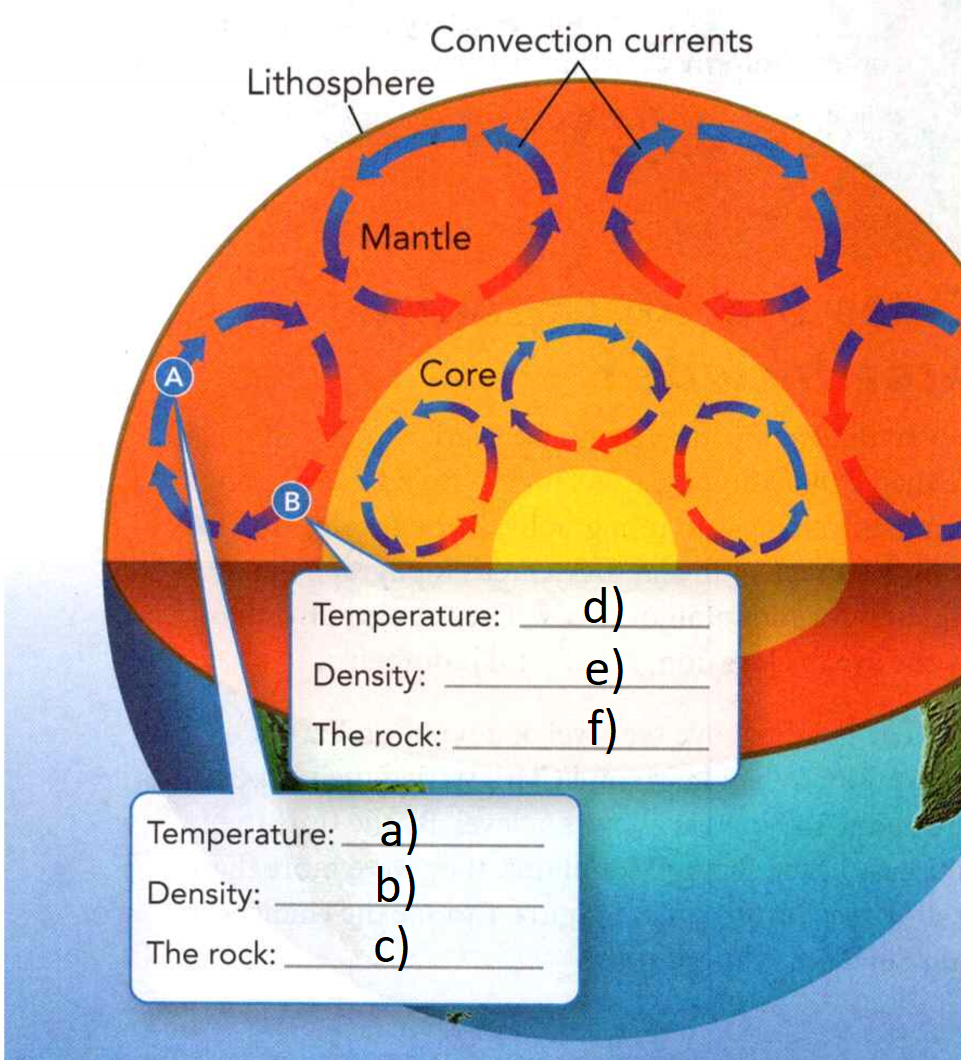 Convection currents
Lithosphere
Mantle
A
Core
B
Temperature: d)
Density: e)
The rock: f)
Temperature: a)
Density: b)
The rock: c)